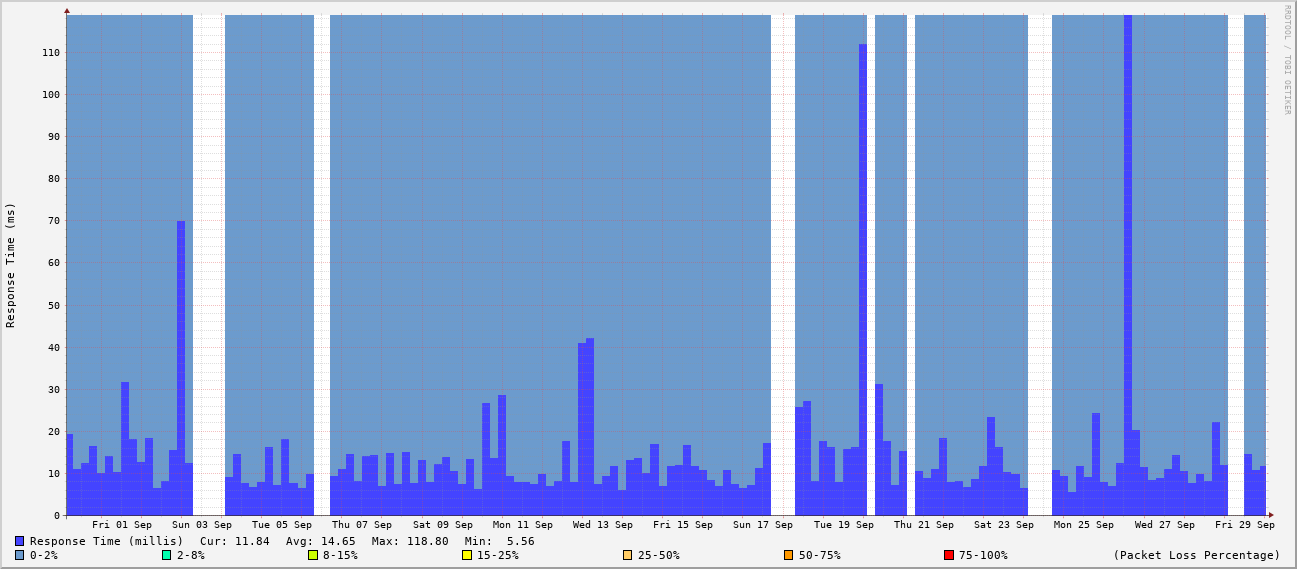 RRDTOOL / TOBI OETIKER
Response Time (ms)
110
100
90
80
70
60
50
40
30
20
10
0
Fri 01 Sep Sun 03 Sep Tue 05 Sep Thu 07 Sep Sat 09 Sep Mon 11 Sep Wed 13 Sep Fri 15 Sep Sun 17 Sep Tue 19 Sep Thu 21 Sep Sat 23 Sep Mon 25 Sep Wed 27 Sep Fri 29 Sep
Response Time (millis) Cur: 11.84 Avg: 14.65 Max: 118.80 Min: 5.56
0-2% 2-8% 8-15% 15-25% 25-50% 50-75% 75-100% (Packet Loss Percentage)